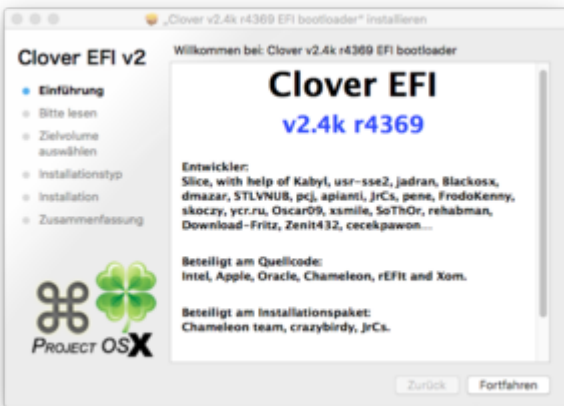 „Clover v2.4k r4369 EFI bootloader“ installieren
Clover EFI v2
Willkommen bei: Clover v2.4k r4369 EFI bootloader
Einführung
Bitte lesen
Zielvolume
auswählen
Installationstyp
Installation
Zusammenfassung
Clover EFI
v2.4k r4369
Entwickler:
Slice, with help of Kabyl, usr-sse2, jadran, Blackosx,
dmazar, STLVNUB, pcj, apianti, JrCs, pene, FrodoKenny,
skoczy, ycr.ru, Oscar09, xsmile, SoThOr, rehabman,
Download-Fritz, Zenit432, cecekpawon...
Beteiligt am Quellcode:
Intel, Apple, Oracle, Chameleon, rEFIt and Xom.
Beteiligt am Installationspaket:
Chameleon team, crazybirdy, JrCs.
PROJECT OSX
Zurück
Fortfahren